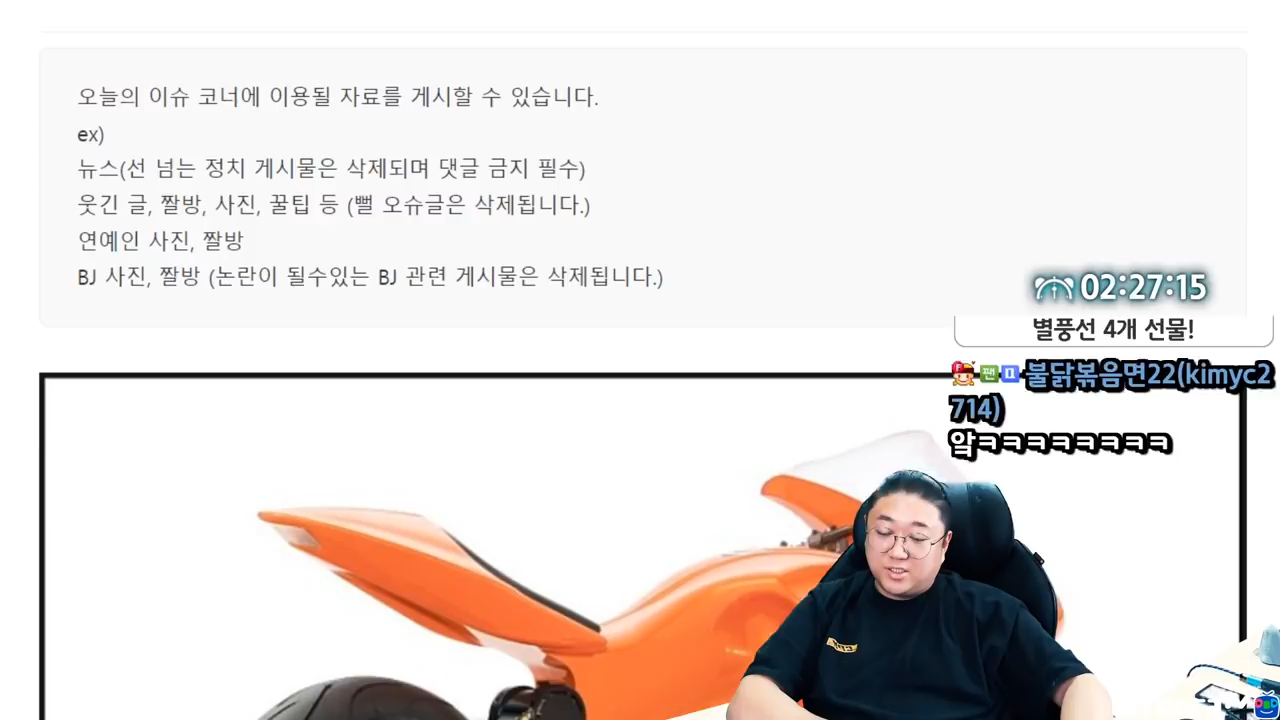 오늘의 이슈 코너에 이용될 자료를 게시할 수 있습니다.
ex)
뉴스(선 넘는 정치 게시물은 삭제되며 댓글 금지 필수)
웃긴 글, 짤방, 사진, 꿀팁 등 (뻘 오슈글은 삭제됩니다.)
연예인 사진, 짤방
BJ 사진, 짤방 (논란이 될수있는 BJ 관련 게시물은 삭제됩니다.)
02:27:15
별풍선 4개 선물!
불닭볶음면22(kimyc2
714)
앜ㅋㅋㅋㅋㅋㅋㅋㅋ